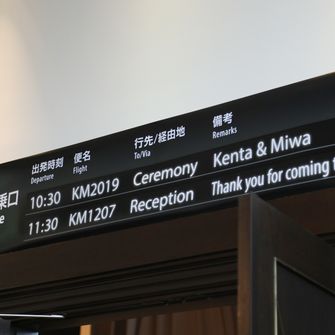 乗口 出発時刻 便名 行先/経由地 備考
Departure Flight To/Via Remarks
10:30 KM2019 Ceremony Kenta & Miwa
11:30 KM1207 Reception Thank you for coming